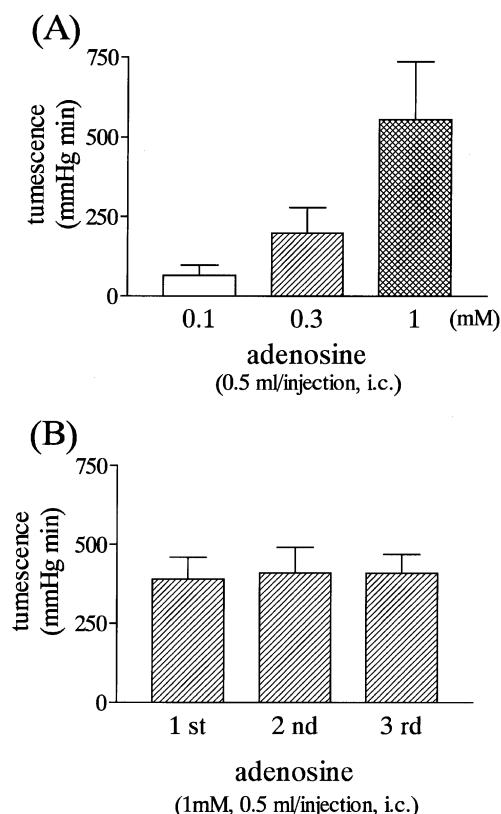 (A)
750
500
250
0
tumescence
(mmHg min)
0.1 0.3 1 (mM)
adenosine
(0.5 ml/injection, i.c.)
(B)
750
500
250
0
tumescence
(mmHg min)
1 st 2 nd 3 rd
adenosine
(1mM, 0.5 ml/injection, i.c.)